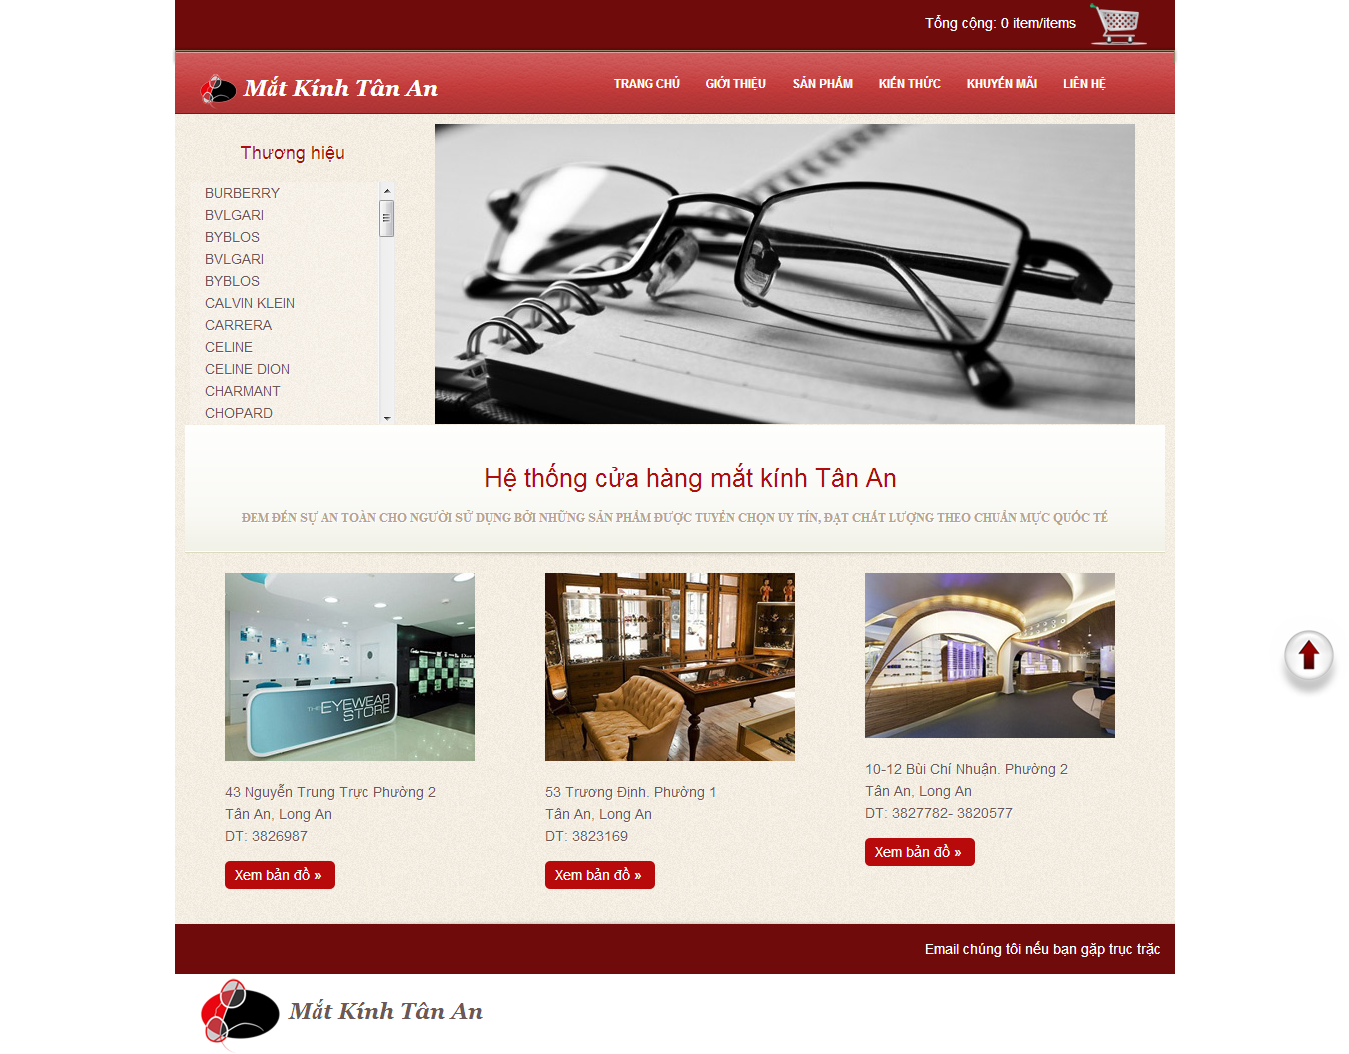 Tổng cộng: 0 item/items
Mắt Kính Tân An
TRANG CHỦ GIỚI THIỆU SẢN PHẨM KIẾN THỨC KHUYẾN MÃI LIÊN HỆ
Thương hiệu
BURBERRY
BVLGARI
BYBLOS
BVLGARI
BYBLOS
CALVIN KLEIN
CARRERA
CELINE
CELINE DION
CHARMANT
CHOPARD
Hệ thống cửa hàng mắt kính Tân An
ĐEM ĐẾN SỰ AN TOÀN CHO NGƯỜI SỬ DỤNG BỞI NHỮNG SẢN PHẨM ĐƯỢC TUYỂN CHỌN UY TÍN, ĐẠT CHẤT LƯỢNG THEO CHUẨN MỰC QUỐC TẾ
THE EYEWEAR
STORE
43 Nguyễn Trung Trực Phường 2
Tân An, Long An
DT: 3826987
Xem bản đồ »
53 Trương Định. Phường 1
Tân An, Long An
DT: 3823169
Xem bản đồ »
10-12 Bùi Chí Nhuận. Phường 2
Tân An, Long An
DT: 3827782- 3820577
Xem bản đồ »
Email chúng tôi nếu bạn gặp trục trặc
Mắt Kính Tân An